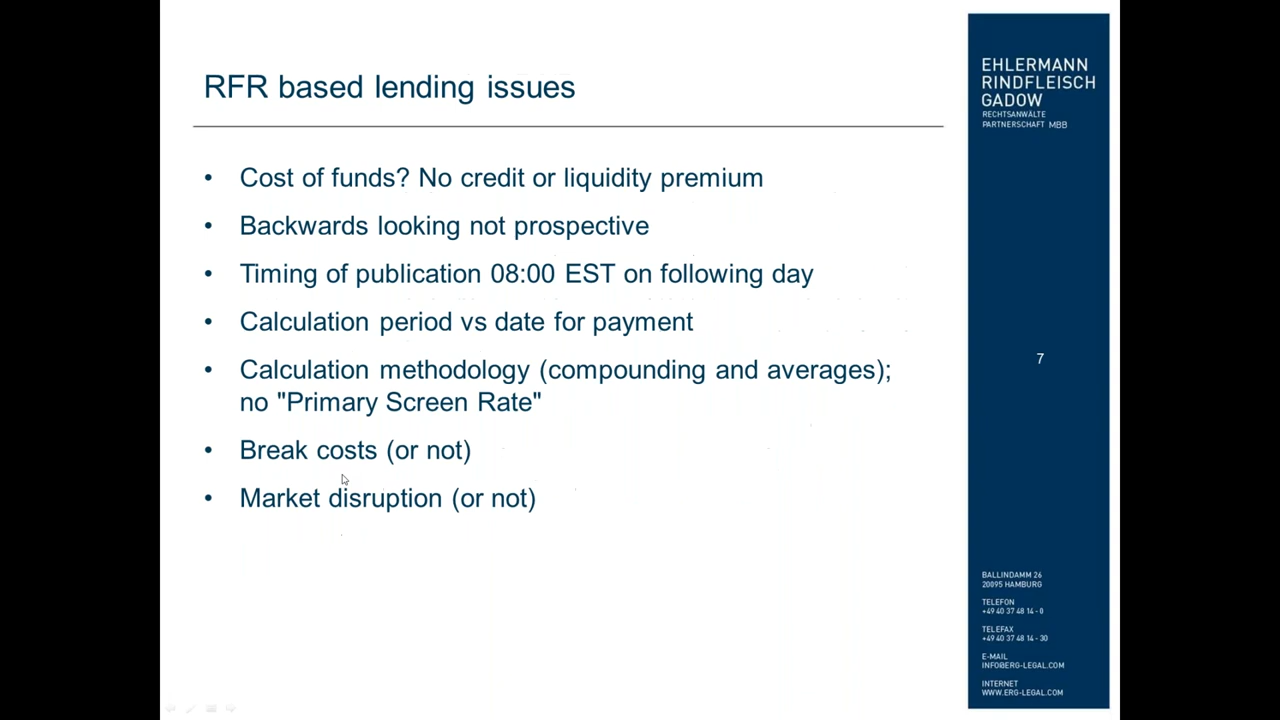 RFR based lending issues
• Cost of funds? No credit or liquidity premium
• Backwards looking not prospective
• Timing of publication 08:00 EST on following day
• Calculation period vs date for payment
• Calculation methodology (compounding and averages);
no "Primary Screen Rate"
• Break costs (or not)
• Market disruption (or not)
EHLERMANN
RINDFLEISCH
GADOW
RECHTSANWÄLTE
PARTNERSCHAFT MBB
7
BALLINDAMM 26
20095 HAMBURG
TELEFON
+49 40 37 48 14 - 0
TELEFAX
+49 40 37 48 14 - 30
E-MAIL
INFO@ERG-LEGAL.COM
INTERNET
WWW.ERG-LEGAL.COM